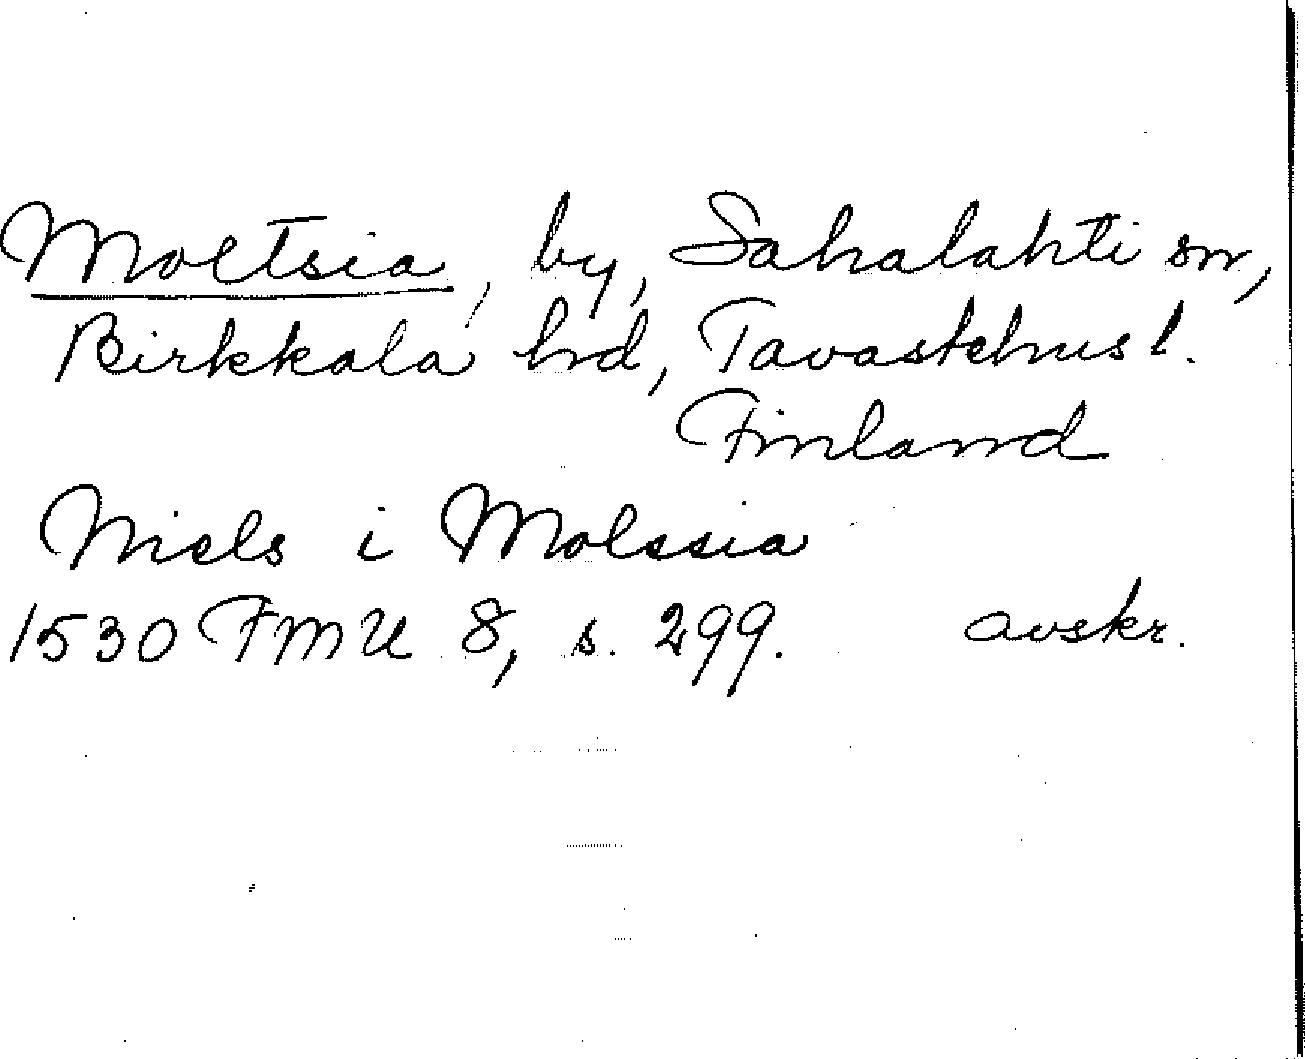 Moltsia, by, Sahalahti sn,
Birkkala hd, Tavastehus l.
Finland
Niels i Molssia
1530 FMU 8, s. 299. avskr.